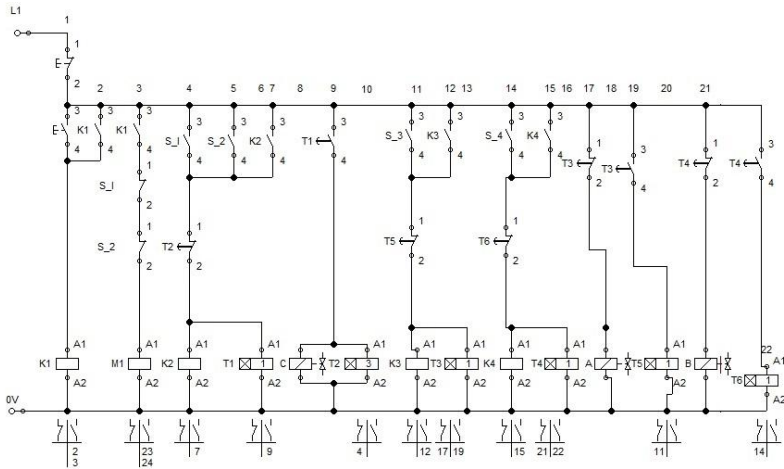 L1
1
1
2
2 3 4 5 6 7 8 9 10 11 12 13 14 15 16 17 18 19 20 21
3 3 3 3 3 3 3 3 3 3 3
K1 K1 S_1 S_2 K2 T1 S_3 K3 S_4 K4
4 4 4 4 4 4 4 4 4 4 4
1 3 1 3
T3 T3 T4 T4
2 4 2 4
1
S_1
2
1 1 1 1
S_2 T2 T5 T6
2 2 2 2
A1 A1 A1 A1 A1 A1 A1 A1 A1 A1 22
K1 M1 K2 T1 1 C T2 3 K3 T3 1 K4 T4 1 A T5 1 B A1
T6 1
A2 A2 A2 A2 A2 A2 A2 A2 A2 A2 A2
0V
2 23 7 9 4 12 17 19 15 21 22 11 14
3 24